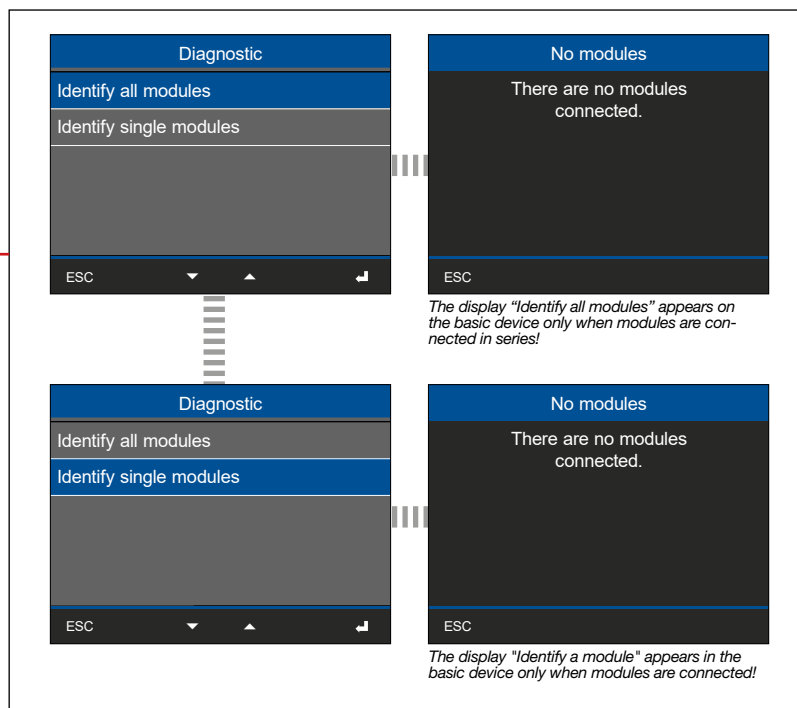 Diagnostic
Identify all modules
Identify single modules
ESC
No modules
There are no modules
connected.
ESC
The display “Identify all modules” appears on
the basic device only when modules are con-
nected in series!
Diagnostic
Identify all modules
Identify single modules
ESC
No modules
There are no modules
connected.
ESC
The display "Identify a module" appears in the
basic device only when modules are connected!